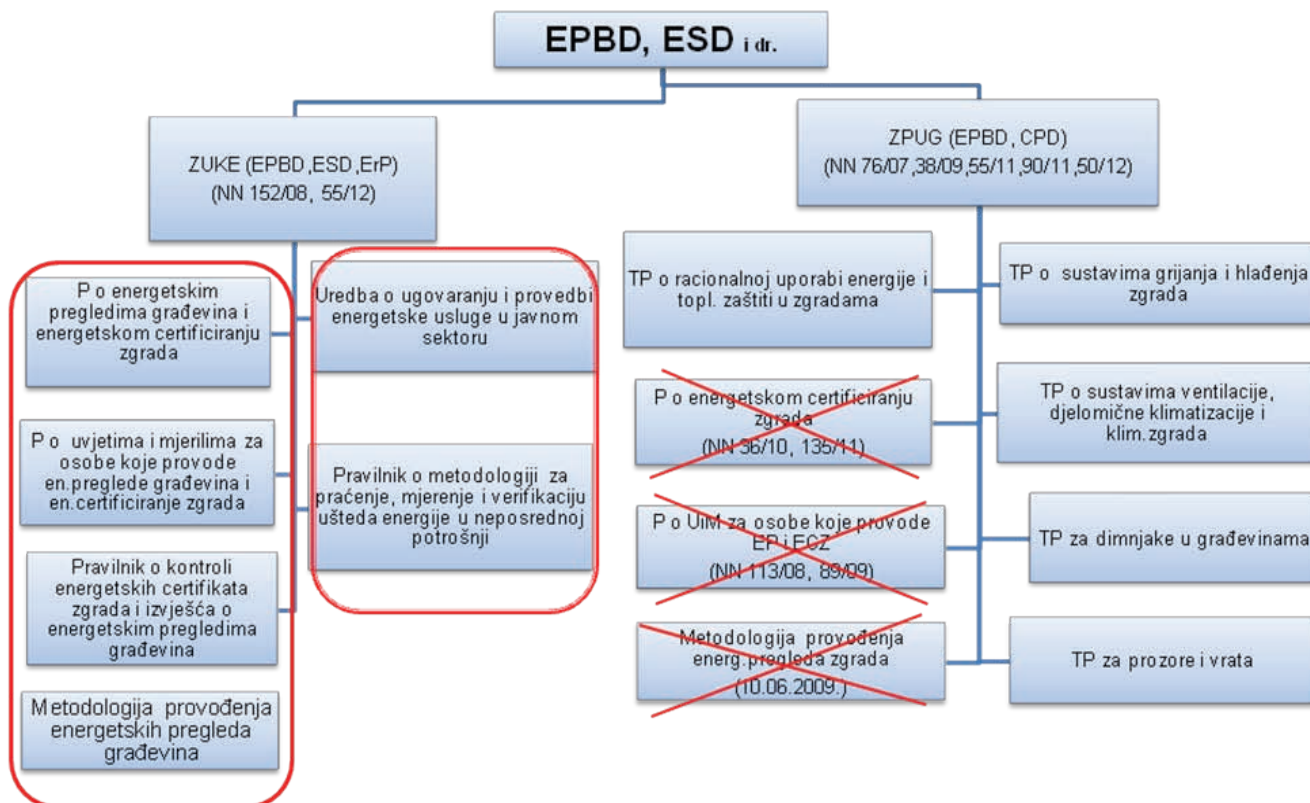 EPBD, ESD i dr.
ZUKE (EPBD,ESD,ErP)
(NN 152/08, 55/12)
P o energetskim
pregledima građevina i
energetskom certificiranju
zgrada
P o uvjetima i mjerilima za
osobe koje provode
en.preglede građevina i
en.certificiranje zgrada
Pravilnik o kontroli
energetskih certifikata
zgrada i izvješća o
energetskim pregledima
građevina
Metodologija provođenja
energetskih pregleda
građevina
Uredba o ugovaranju i provedbi
energetske usluge u javnom
sektoru
Pravilnik o metodologiji za
praćenje, mjerenje i verifikaciju
ušteda energije u neposrednoj
potrošnji
ZPUG (EPBD, CPD)
(NN 76/07,38/09,55/11,90/11,50/12)
TP o racionalnoj uporabi energije i
topl. zaštiti u zgradama
P o energetskom certificiranju
zgrada
(NN 36/10, 135/11)
P o UiM za osobe koje provode
EP i ECZ
(NN 113/08, 89/09)
Metodologija provođenja
energ.pregleda zgrada
(10.06.2009.)
TP o sustavima grijanja i hlađenja
zgrada
TP o sustavima ventilacije,
djelomične klimatizacije i
klim.zgrada
TP za dimnjake u građevinama
TP za prozore i vrata